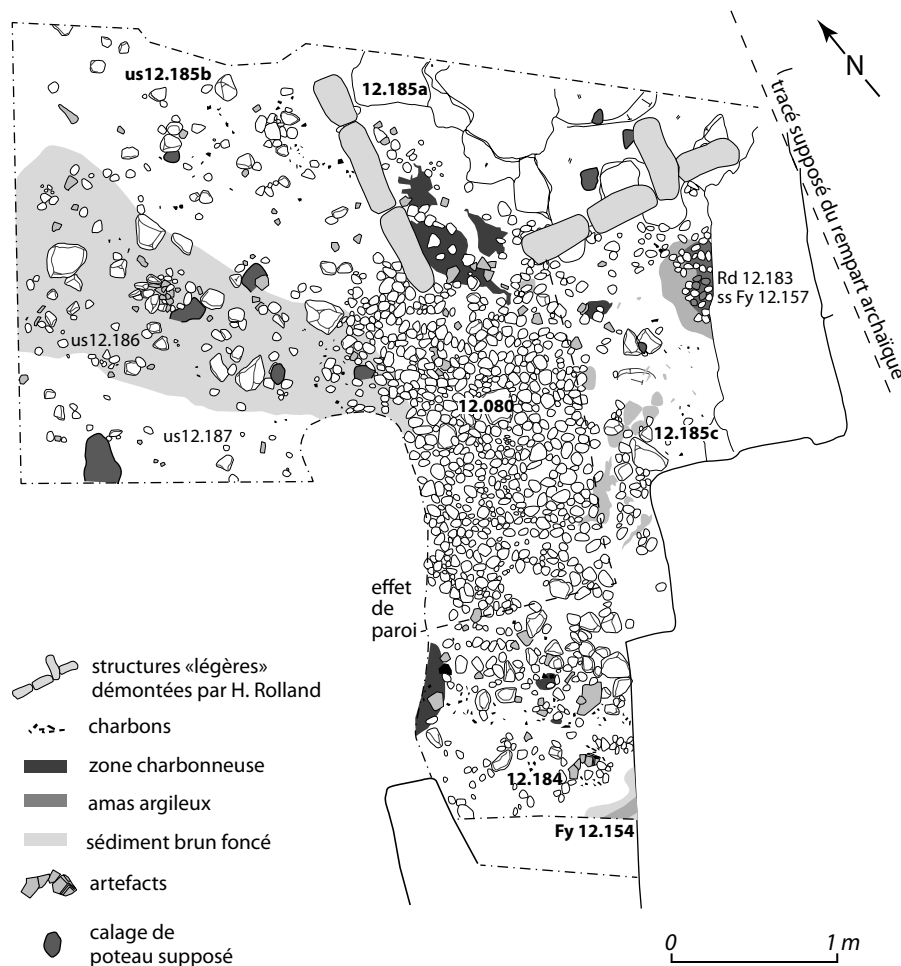 us12.185b
12.185a
N
tracé supposé du rempart archaïque
Rd 12.183
ss Fy 12.157
us12.186
12.080
us12.187
12.185c
effet
de
paroi
12.184
Fy 12.154
structures «légères»
démontées par H. Rolland
charbons
zone charbonneuse
amas argileux
sédiment brun foncé
artefacts
calage de
poteau supposé
0 1 m